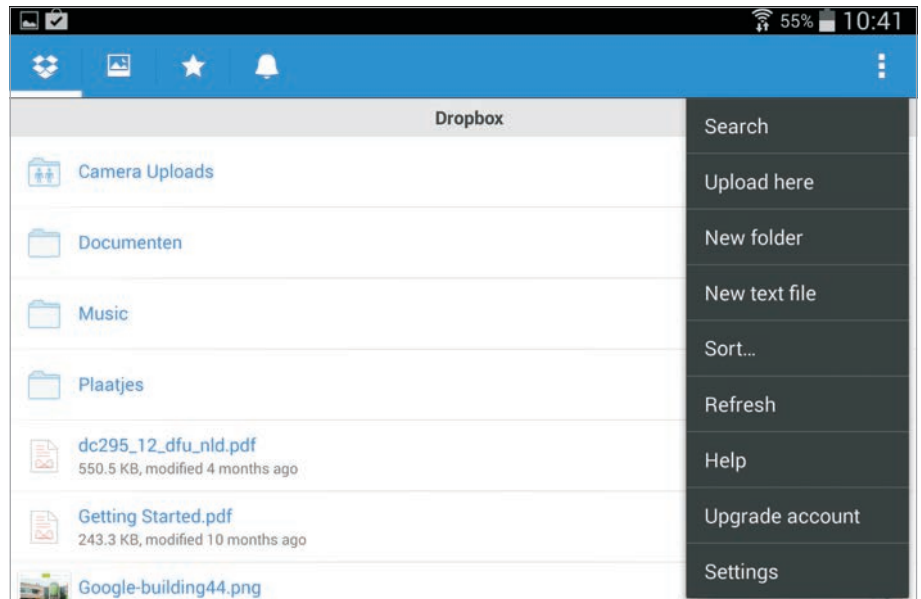 55% 10:41
Dropbox
Camera Uploads
Documenten
Music
Plaatjes
dc295_12_dfu_nld.pdf
550.5 KB, modified 4 months ago
Getting Started.pdf
243.3 KB, modified 10 months ago
Google-building44.png
Search
Upload here
New folder
New text file
Sort...
Refresh
Help
Upgrade account
Settings